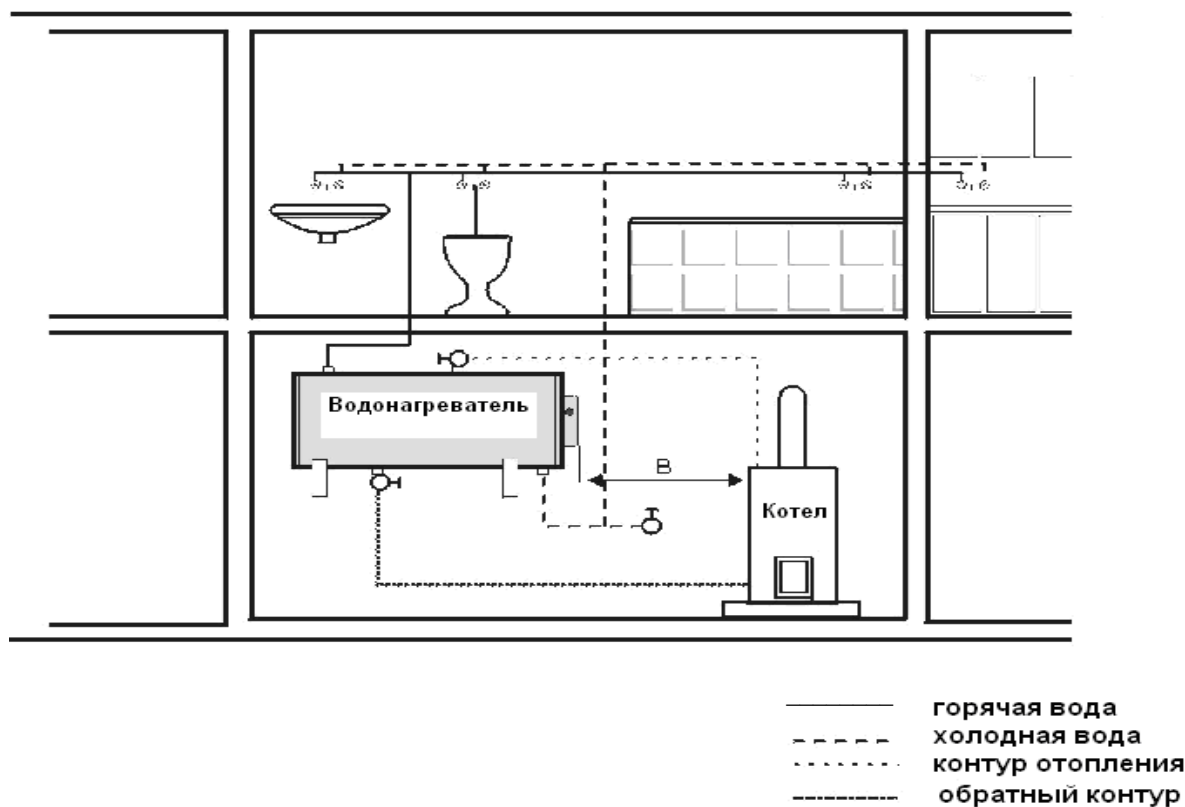 Водонагреватель
В
Котел
горячая вода
холодная вода
контур отопления
обратный контур